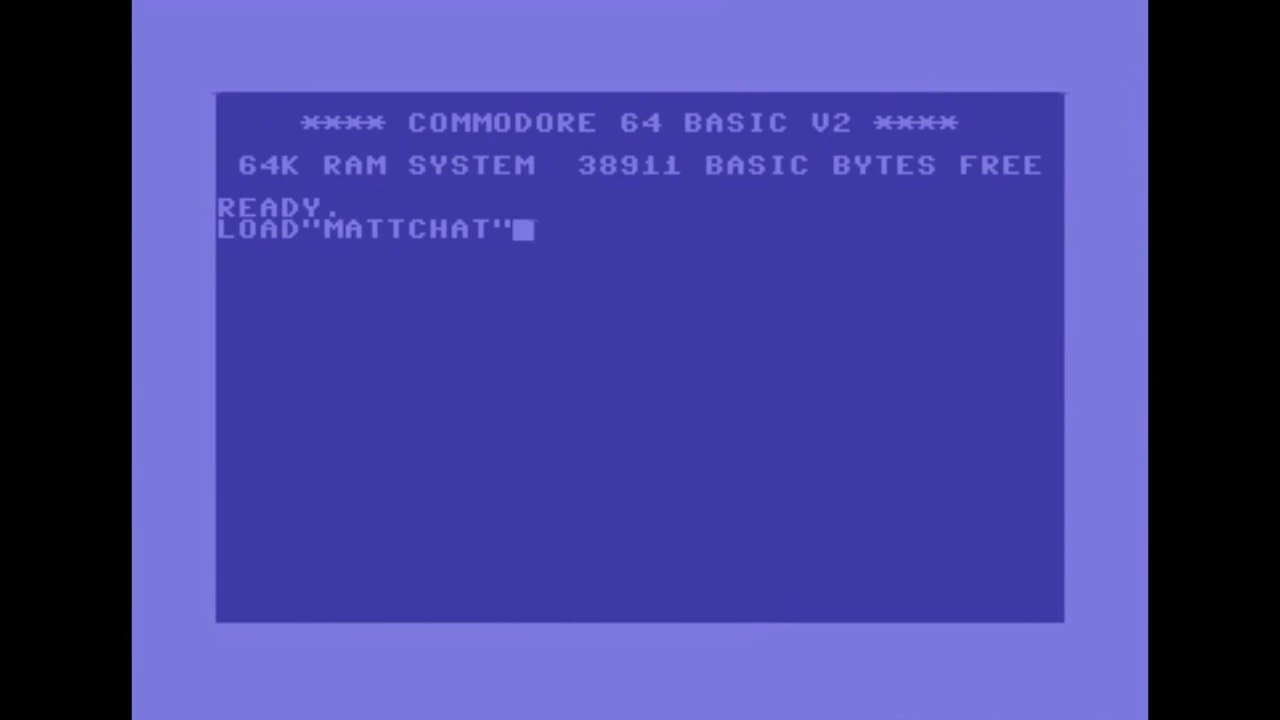 **** COMMODORE 64 BASIC V2 ****
64K RAM SYSTEM  38911 BASIC BYTES FREE
READY.
LOAD"MATTCHAT"